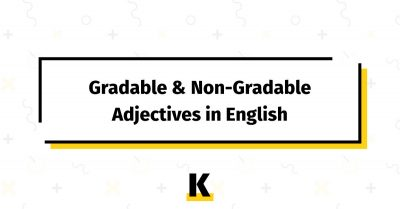 Gradable & Non-Gradable
Adjectives in English
K